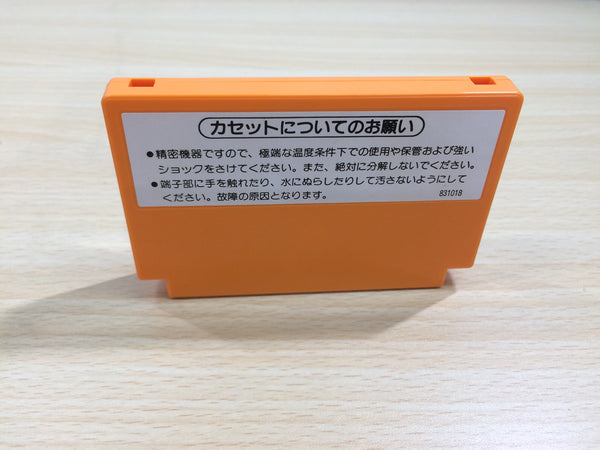 カセットについてのお願い
●精密機器ですので、極端な温度条件下での使用や保管および強い
ショックをさけてください。また、絶対に分解しないでください。
●端子部に手を触れたり、水にぬらしたりして汚さないようにして
ください。故障の原因となります。
831018